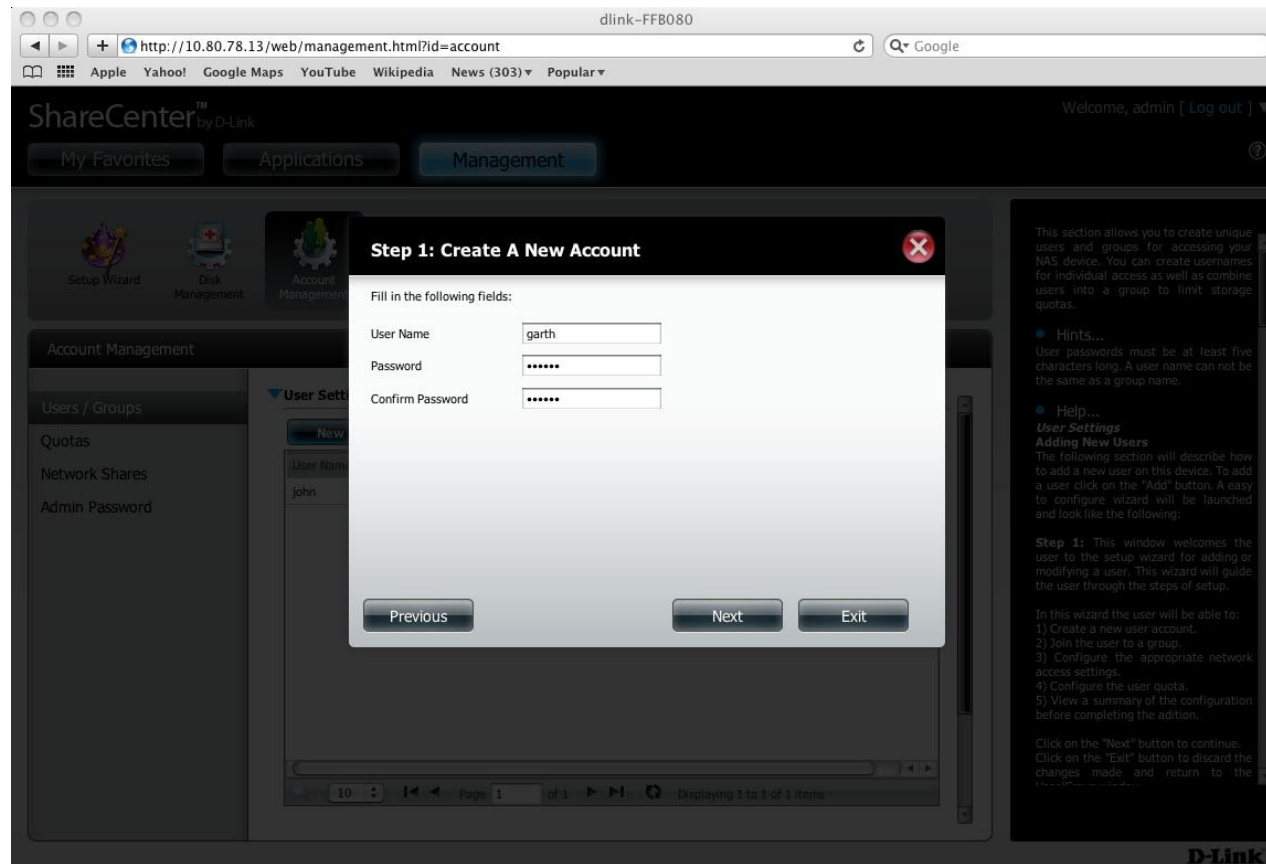 dlink-FFB080
http://10.80.78.13/web/management.html?id=account
Google
Apple Yahoo! Google Maps YouTube Wikipedia News (303) Popular
ShareCenter™ by D-Link
Welcome, admin [ Log out ]
My Favorites Applications Management
?
Setup Wizard
Disk Management
Account Management
Step 1: Create A New Account
Fill in the following fields:
User Name garth
Password ••••••
Confirm Password ••••••
Previous Next Exit
Account Management
Users / Groups
Quotas
Network Shares
Admin Password
User Setti
New
User Nam
john
10 Page 1 of 1 Displaying 1 to 1 of 1 items
This section allows you to create unique
users and groups for accessing your
NAS device. You can create usernames
for individual access as well as combine
users into a group to limit storage
quotas.
Hints...
User passwords must be at least five
characters long. A user name can not be
the same as a group name.
Help...
User Settings
Adding New Users
The following section will describe how
to add a new user on this device. To add
a user click on the "Add" button. A easy
to configure wizard will be launched
and look like the following:
Step 1: This window welcomes the
user to the setup wizard for adding or
modifying a user. This wizard will guide
the user through the steps of setup.
In this wizard the user will be able to:
1) Create a new user account.
2) Join the user to a group.
3) Configure the appropriate network
access settings.
4) Configure the user quota.
5) View a summary of the configuration
before completing the adition.
Click on the "Next" button to continue.
Click on the "Exit" button to discard the
changes made and return to the
D-Link